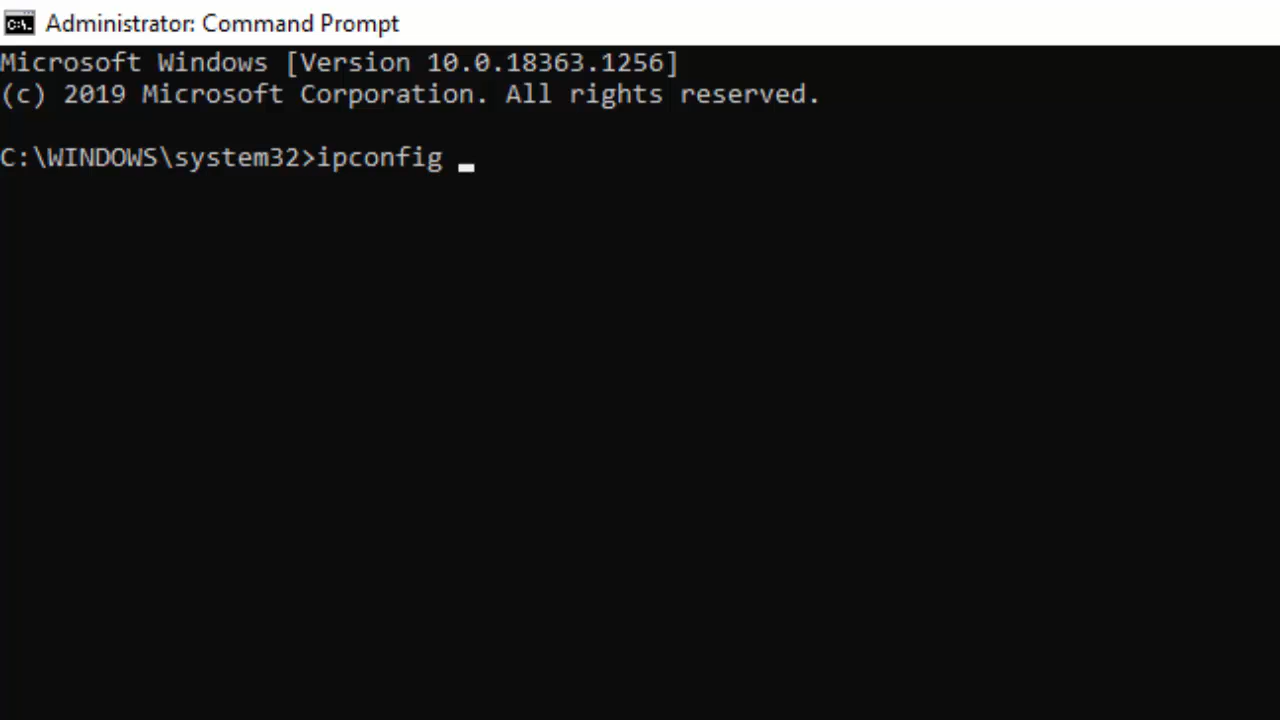 Administrator: Command Prompt
Microsoft Windows [Version 10.0.18363.1256]
(c) 2019 Microsoft Corporation. All rights reserved.
C:\WINDOWS\system32>ipconfig